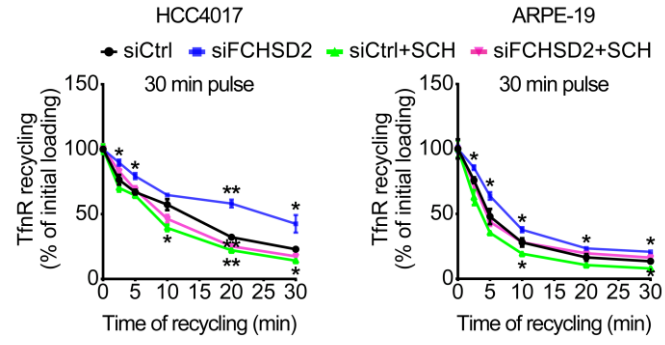 HCC4017 ARPE-19
siCtrl siFCHSD2 siCtrl+SCH siFCHSD2+SCH
30 min pulse 30 min pulse
TfnR recycling
(% of initial loading)
150
100
50
0
* * ** * * ** ** *
0 5 10 15 20 25 30
Time of recycling (min)
TfnR recycling
(% of initial loading)
150
100
50
0
* * * * * * *
0 5 10 15 20 25 30
Time of recycling (min)